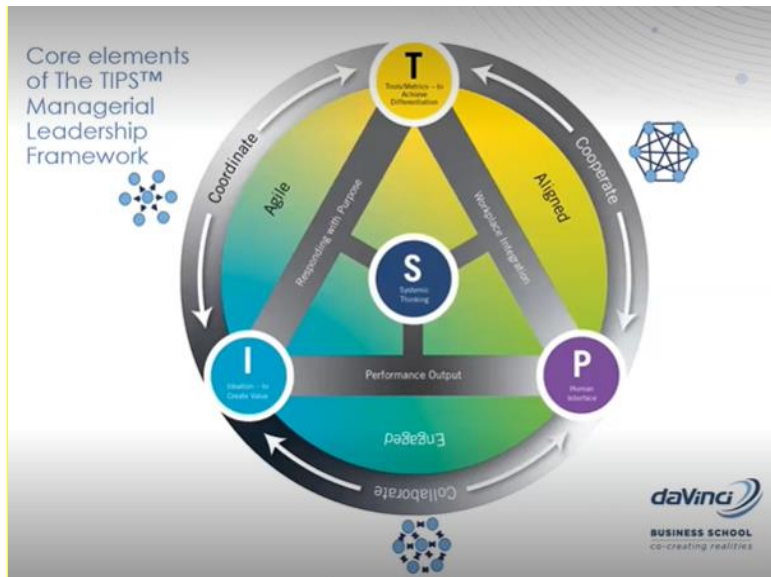 Core elements
of The TIPS™
Managerial
Leadership
Framework
T
Tools/Metrics – to
Achieve
Differentiation
Coordinate
Cooperate
Agile
Aligned
Responding with Purpose
Workplace Integration
S
Systemic
Thinking
I
Ideation – to
Create Value
P
Human
Interface
Performance Output
Engaged
Collaborate
daVinci
BUSINESS SCHOOL
co-creating realities